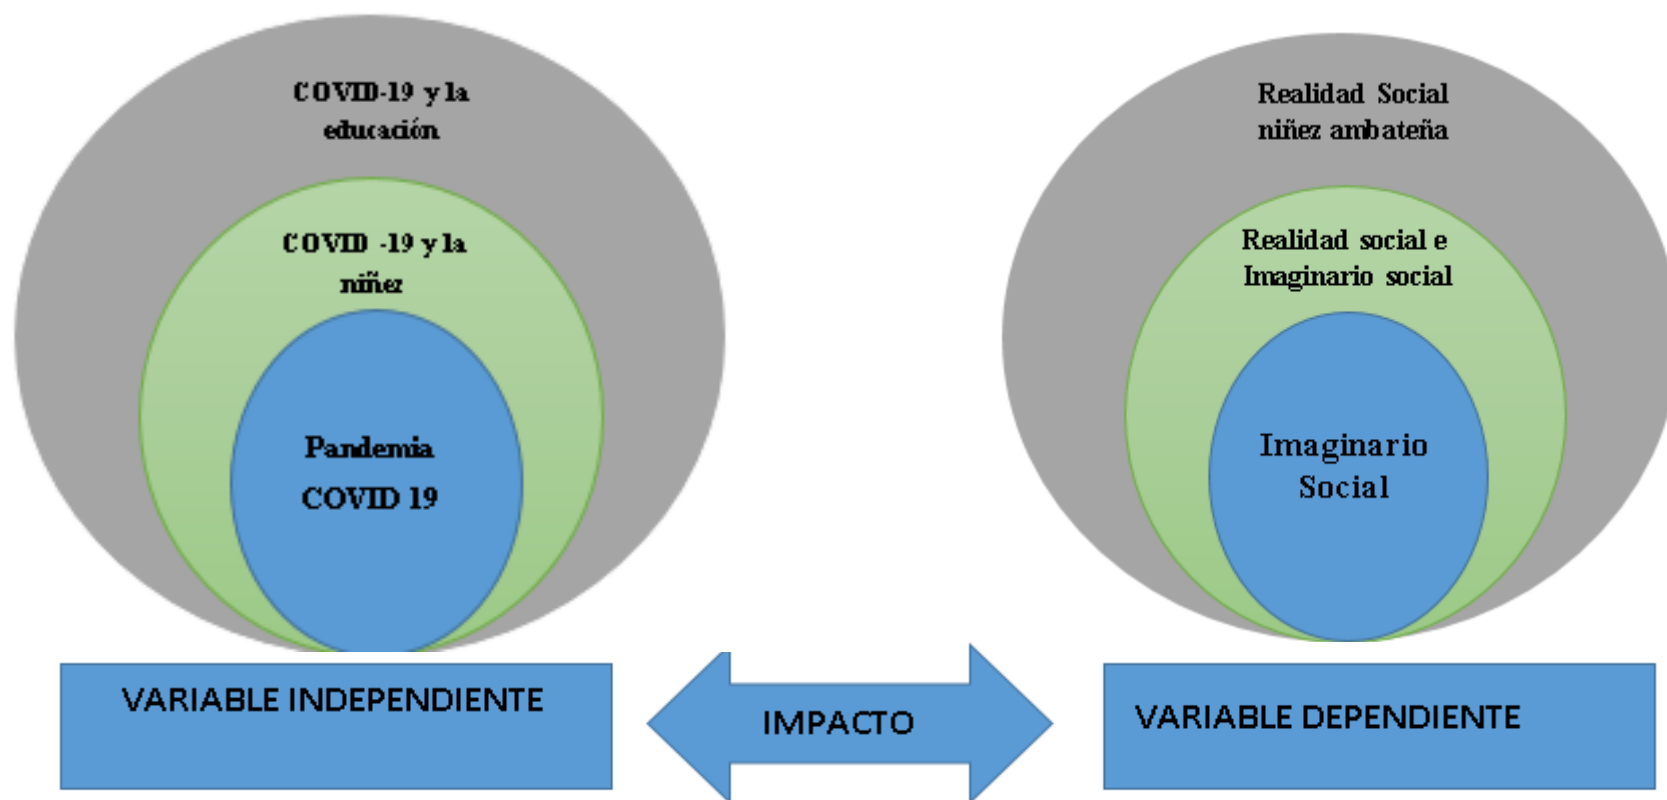 COVID-19 y la
educación
COVID -19 y la
niñez
Pandemia
COVID 19
Realidad Social
niñez ambateña
Realidad social e
Imaginario social
Imaginario
Social
VARIABLE INDEPENDIENTE
IMPACTO
VARIABLE DEPENDIENTE